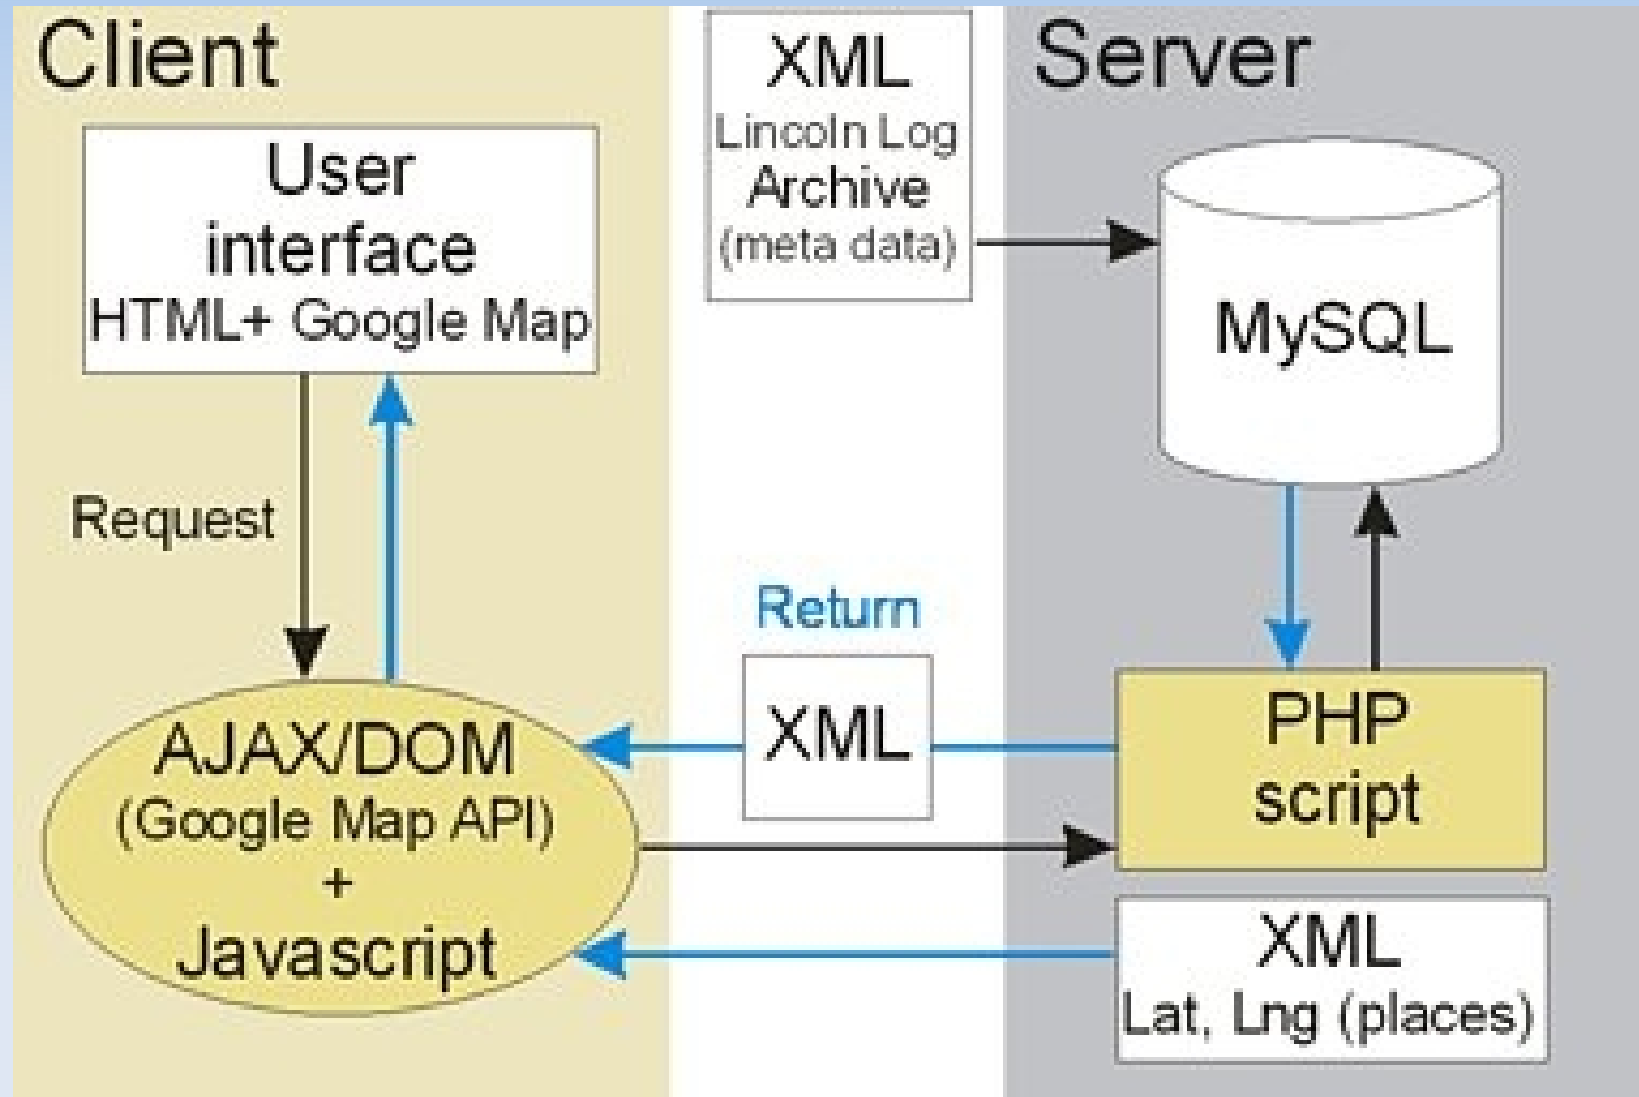 Client
User
interface
HTML+ Google Map
Request
AJAX/DOM
(Google Map API)
+
Javascript
XML
Lincoln Log
Archive
(meta data)
Return
XML
Server
MySQL
PHP
script
XML
Lat, Lng (places)